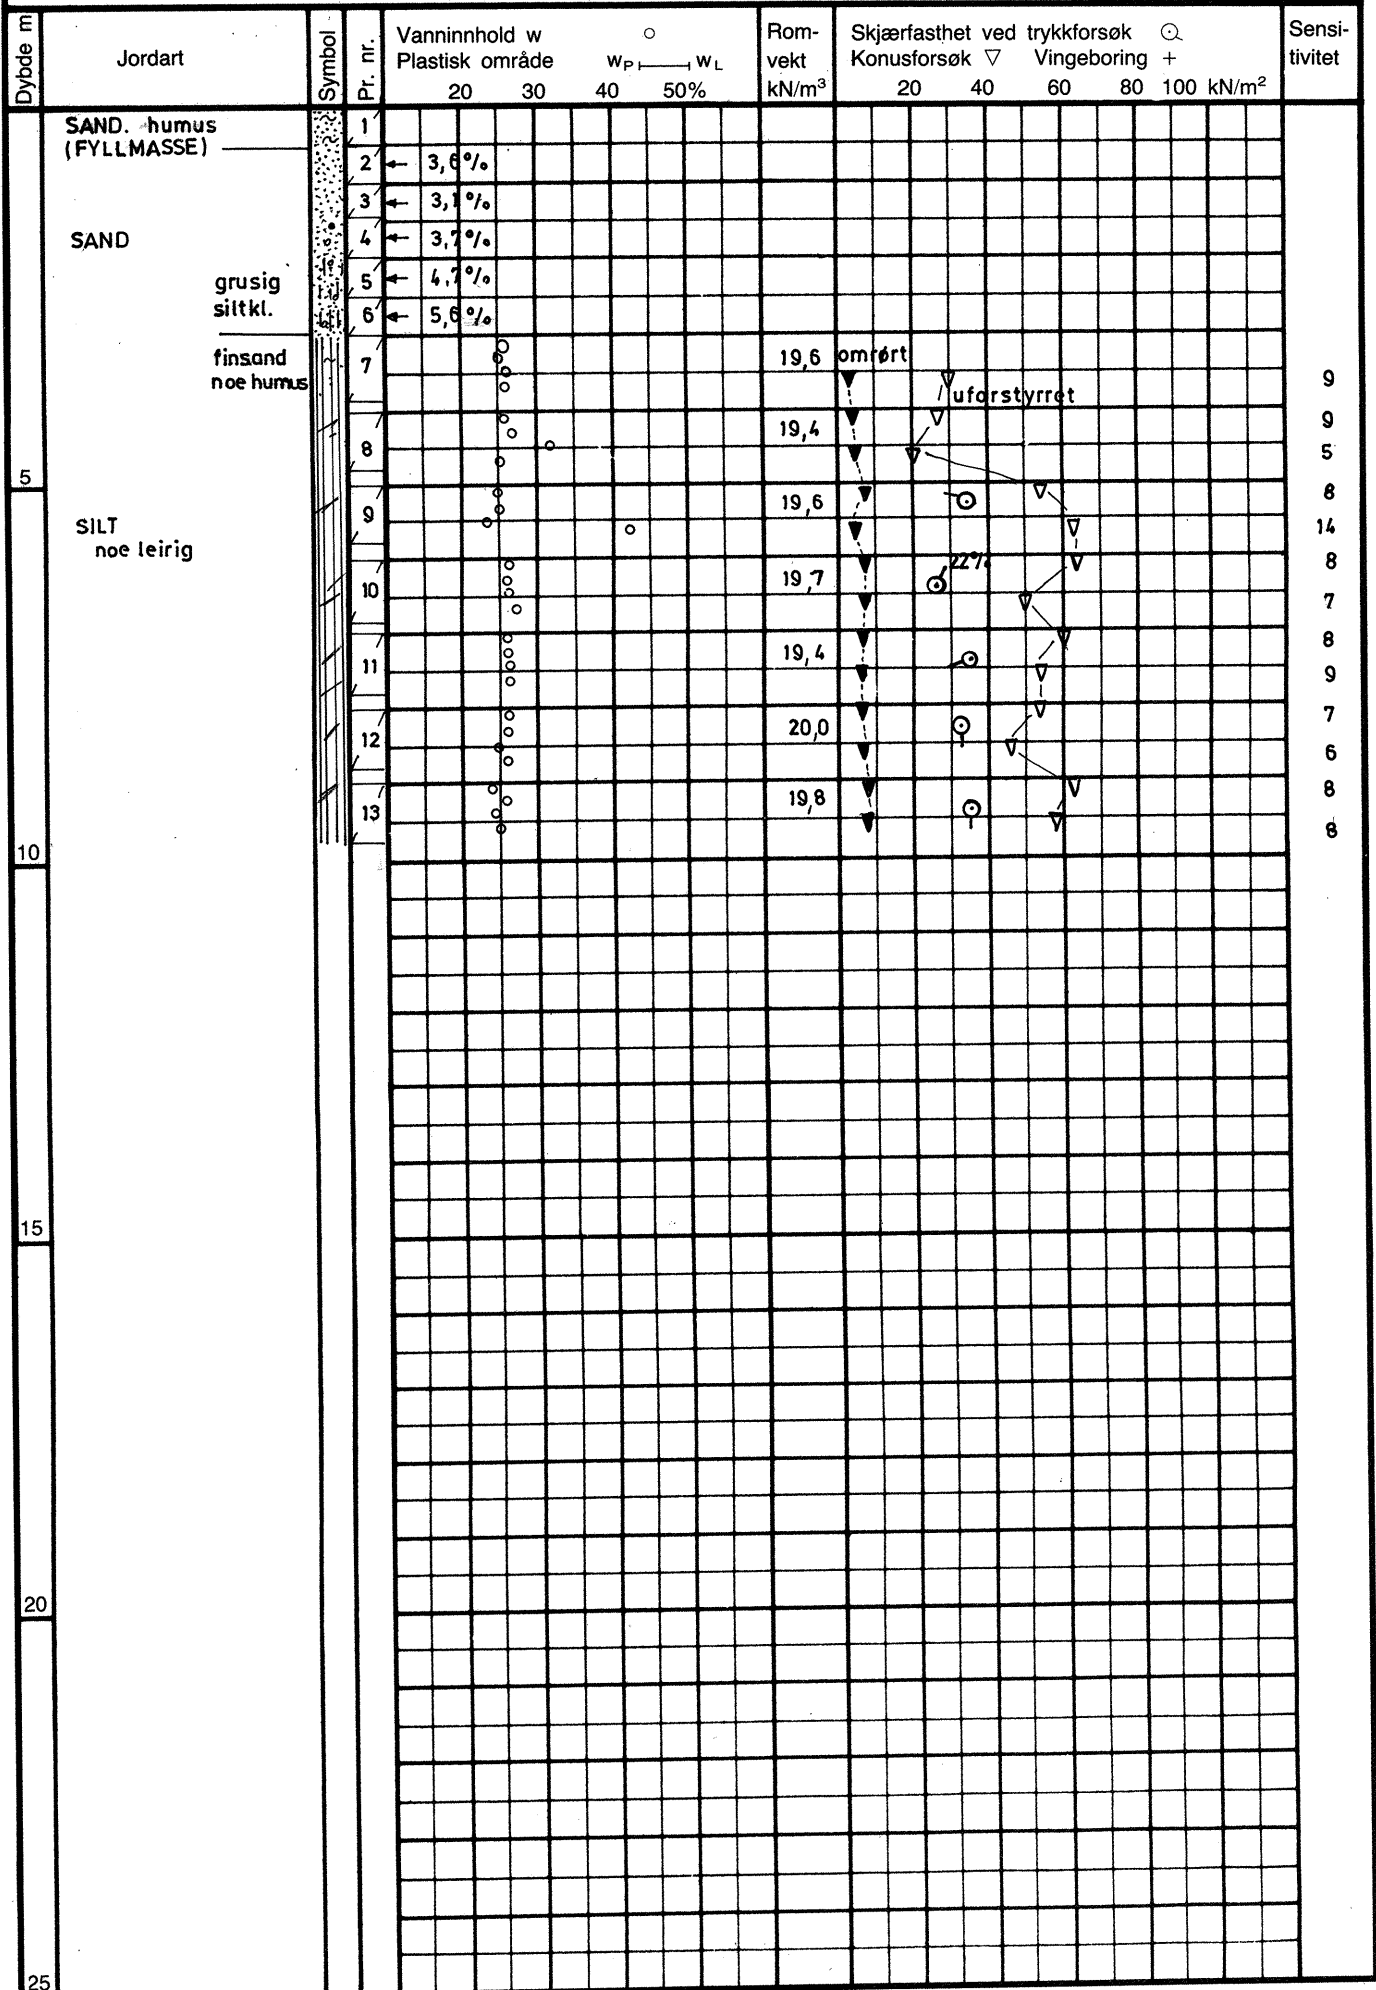 Dybde m
Jordart
Symbol
Pr. nr.
Vanninnhold w ○
Plastisk område wP wL
20 30 40 50%
Rom-
vekt
kN/m³
Skjærfasthet ved trykkforsøk
Konusforsøk ▽ Vingeboring +
20 40 60 80 100 kN/m²
Sensi-
tivitet
SAND. humus
(FYLLMASSE)
1
2 3,6%
3 3,1%
SAND
4 3,7%
grusig
siltkl.
5 4,7%
6 5,6%
finsand
noe humus
7
19,6 omrørt
uforstyrret
9
9
8
19,4
5
5
9
19,6
8
SILT
noe leirig
14
10
19,7
22%
8
7
11
19,4
8
9
12
20,0
7
6
13
19,8
8
8
10
15
20
25